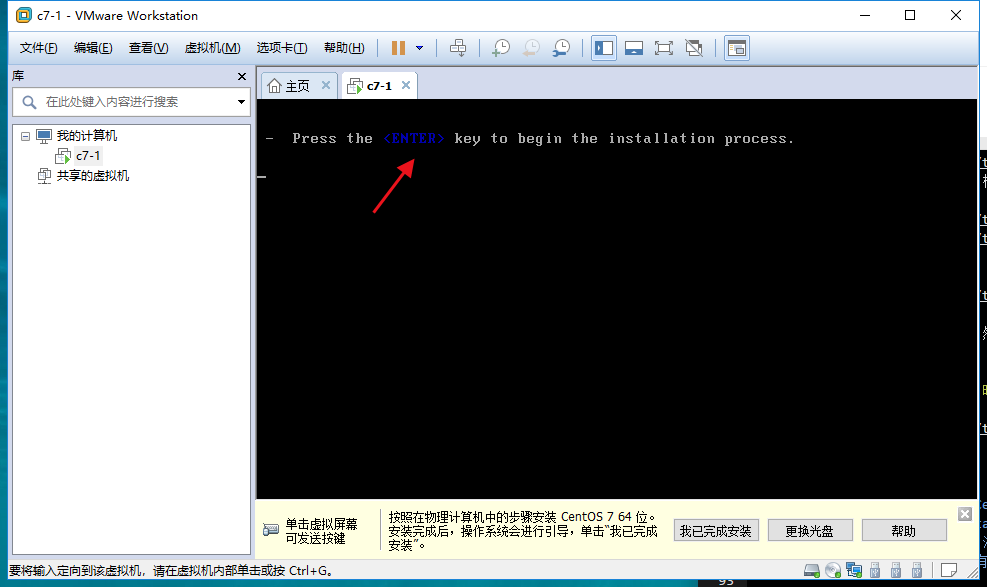 c7-1 - VMware Workstation
文件(F) 编辑(E) 查看(V) 虚拟机(M) 选项卡(T) 帮助(H)
库
在此处键入内容进行搜索
我的计算机
c7-1
共享的虚拟机
主页 c7-1
- Press the <ENTER> key to begin the installation process.
单击虚拟屏幕
可发送按键
按照在物理计算机中的步骤安装 CentOS 7 64 位。
安装完成后，操作系统会进行引导，单击“我已完成
安装”。
我已完成安装 更换光盘 帮助
要将输入定向到该虚拟机，请在虚拟机内部单击或按 Ctrl+G。
93